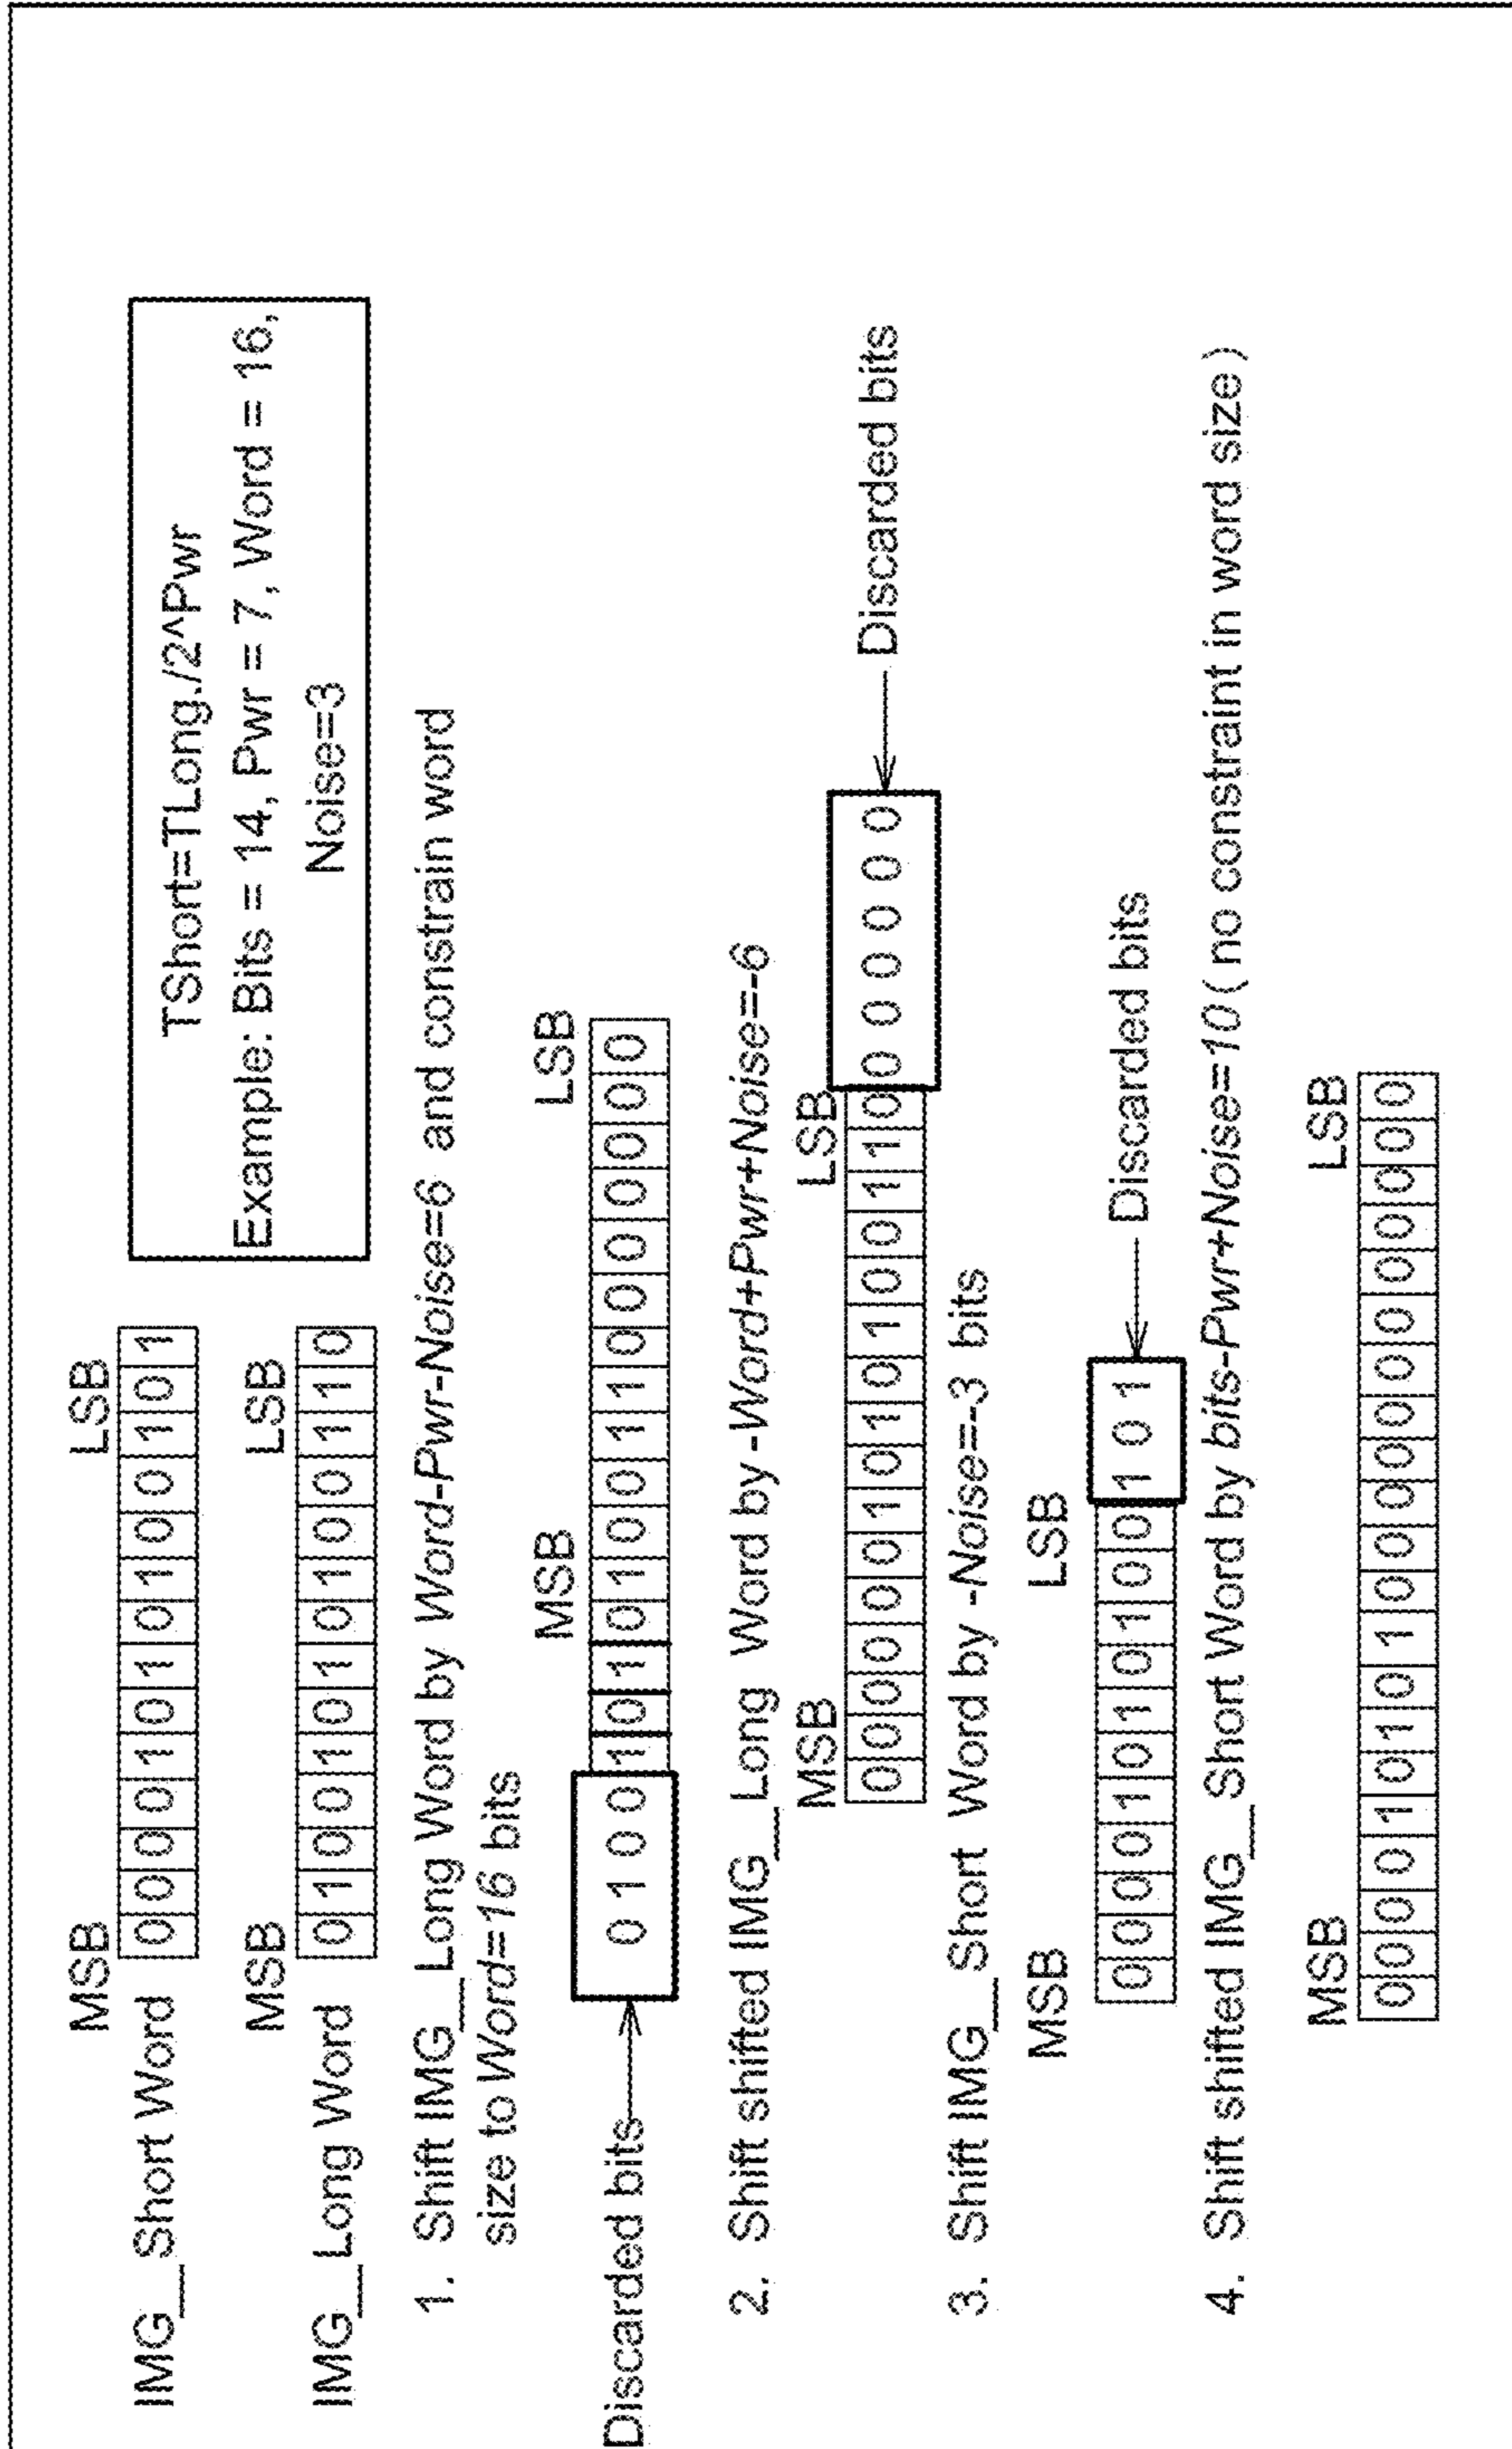 MSB LSB
IMG__Short Word 0 0 0 0 1 0 1 0 1 0 0 1 0 1
MSB LSB
IMG__Long Word 0 1 0 0 1 0 1 0 1 0 0 1 1 0
TShort=TLong./2^Pwr
Example: Bits = 14, Pwr = 7, Word = 16,
Noise=3
1. Shift IMG__Long Word by Word-Pwr-Noise=6 and constrain word
size to Word=16 bits
MSB LSB
Discarded bits 0 1 0 0 1 0 1 0 1 0 0 1 1 0 0 0 0 0 0 0
2. Shift shifted IMG__Long Word by -Word+Pwr+Noise=-6
MSB LSB
0 0 0 0 0 0 1 0 1 0 1 0 0 1 1 0 0 0 0 0 0 0 Discarded bits
3. Shift IMG__Short Word by -Noise=-3 bits
MSB LSB
0 0 0 0 1 0 1 0 1 0 0 1 0 1 Discarded bits
4. Shift shifted IMG__Short Word by bits-Pwr+Noise=10 ( no constraint in word size )
MSB LSB
0 0 0 0 1 0 1 0 1 0 0 0 0 0 0 0 0 0 0 0 0